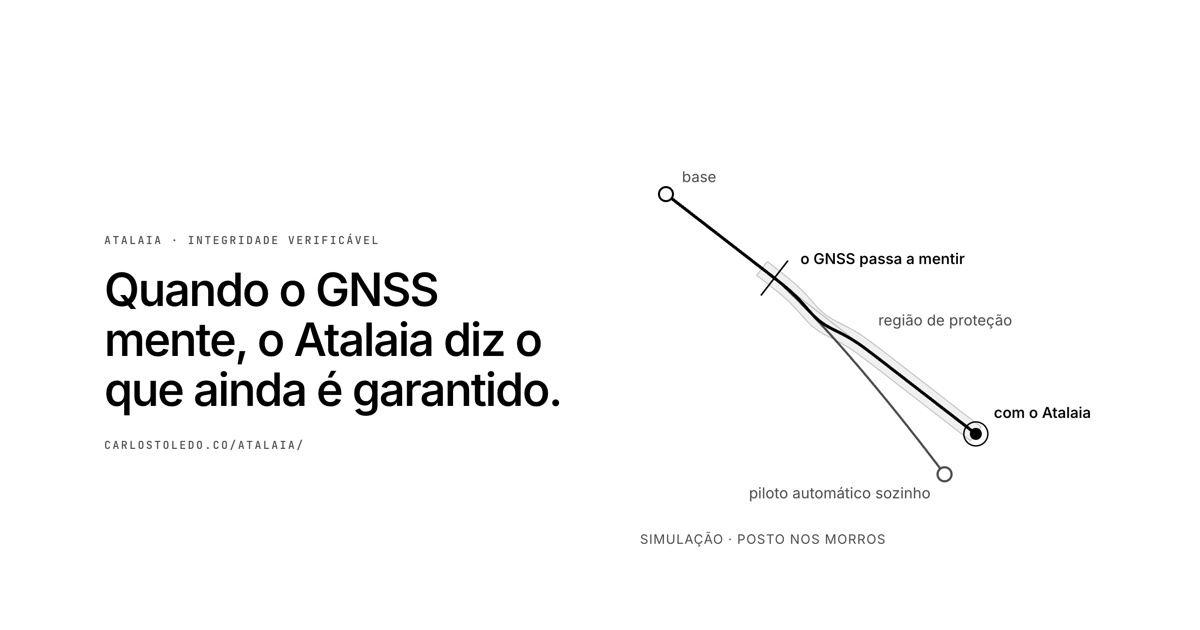 ATALAIA · INTEGRIDADE VERIFICÁVEL
Quando o GNSS
mente, o Atalaia diz o
que ainda é garantido.
CARLOSTOLEDO.CO/ATALAIA/
base
o GNSS passa a mentir
região de proteção
com o Atalaia
piloto automático sozinho
SIMULAÇÃO · POSTO NOS MORROS